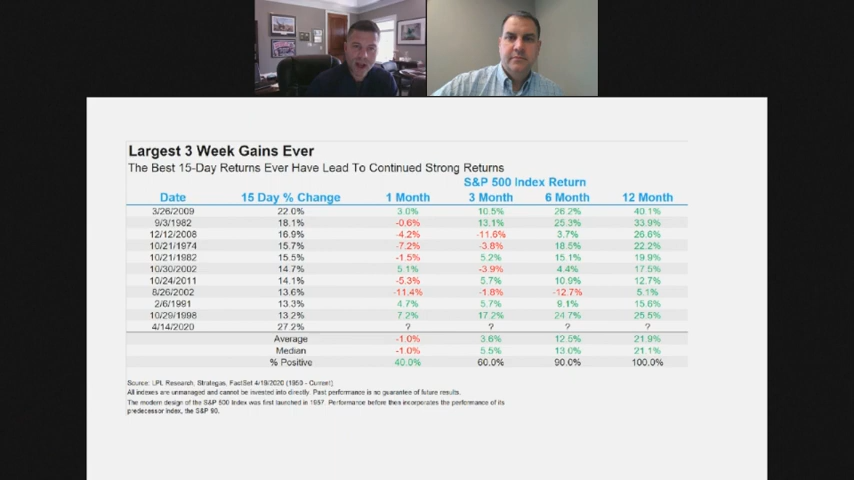 Largest 3 Week Gains Ever
The Best 15-Day Returns Ever Have Lead To Continued Strong Returns
S&P 500 Index Return
Date 15 Day % Change 1 Month 3 Month 6 Month 12 Month
3/26/2009 22.0% 3.0% 10.5% 26.2% 40.1%
9/3/1982 18.1% -0.6% 13.1% 25.3% 33.9%
12/12/2008 16.9% -4.2% -11.6% 3.7% 26.6%
10/21/1974 15.7% -7.2% -3.8% 18.5% 22.2%
10/21/1982 15.5% -1.5% 5.2% 15.1% 19.9%
10/30/2002 14.7% 5.1% -3.9% 4.4% 17.5%
10/24/2011 14.1% -5.3% 5.7% 10.9% 12.7%
8/26/2002 13.6% -11.4% -1.8% -12.7% 5.1%
2/6/1991 13.3% 4.7% 5.7% 9.1% 15.6%
10/29/1998 13.2% 7.2% 17.2% 24.7% 25.5%
4/14/2020 27.2% ? ? ? ?
Average -1.0% 3.6% 12.5% 21.9%
Median -1.0% 5.5% 13.0% 21.1%
% Positive 40.0% 60.0% 90.0% 100.0%
Source: LPL Research, Strategas, FactSet 4/19/2020 (1950 - Current)
All indexes are unmanaged and cannot be invested into directly. Past performance is no guarantee of future results.
The modern design of the S&P 500 Index was first launched in 1957. Performance before then incorporates the performance of its
predecessor index, the S&P 90.